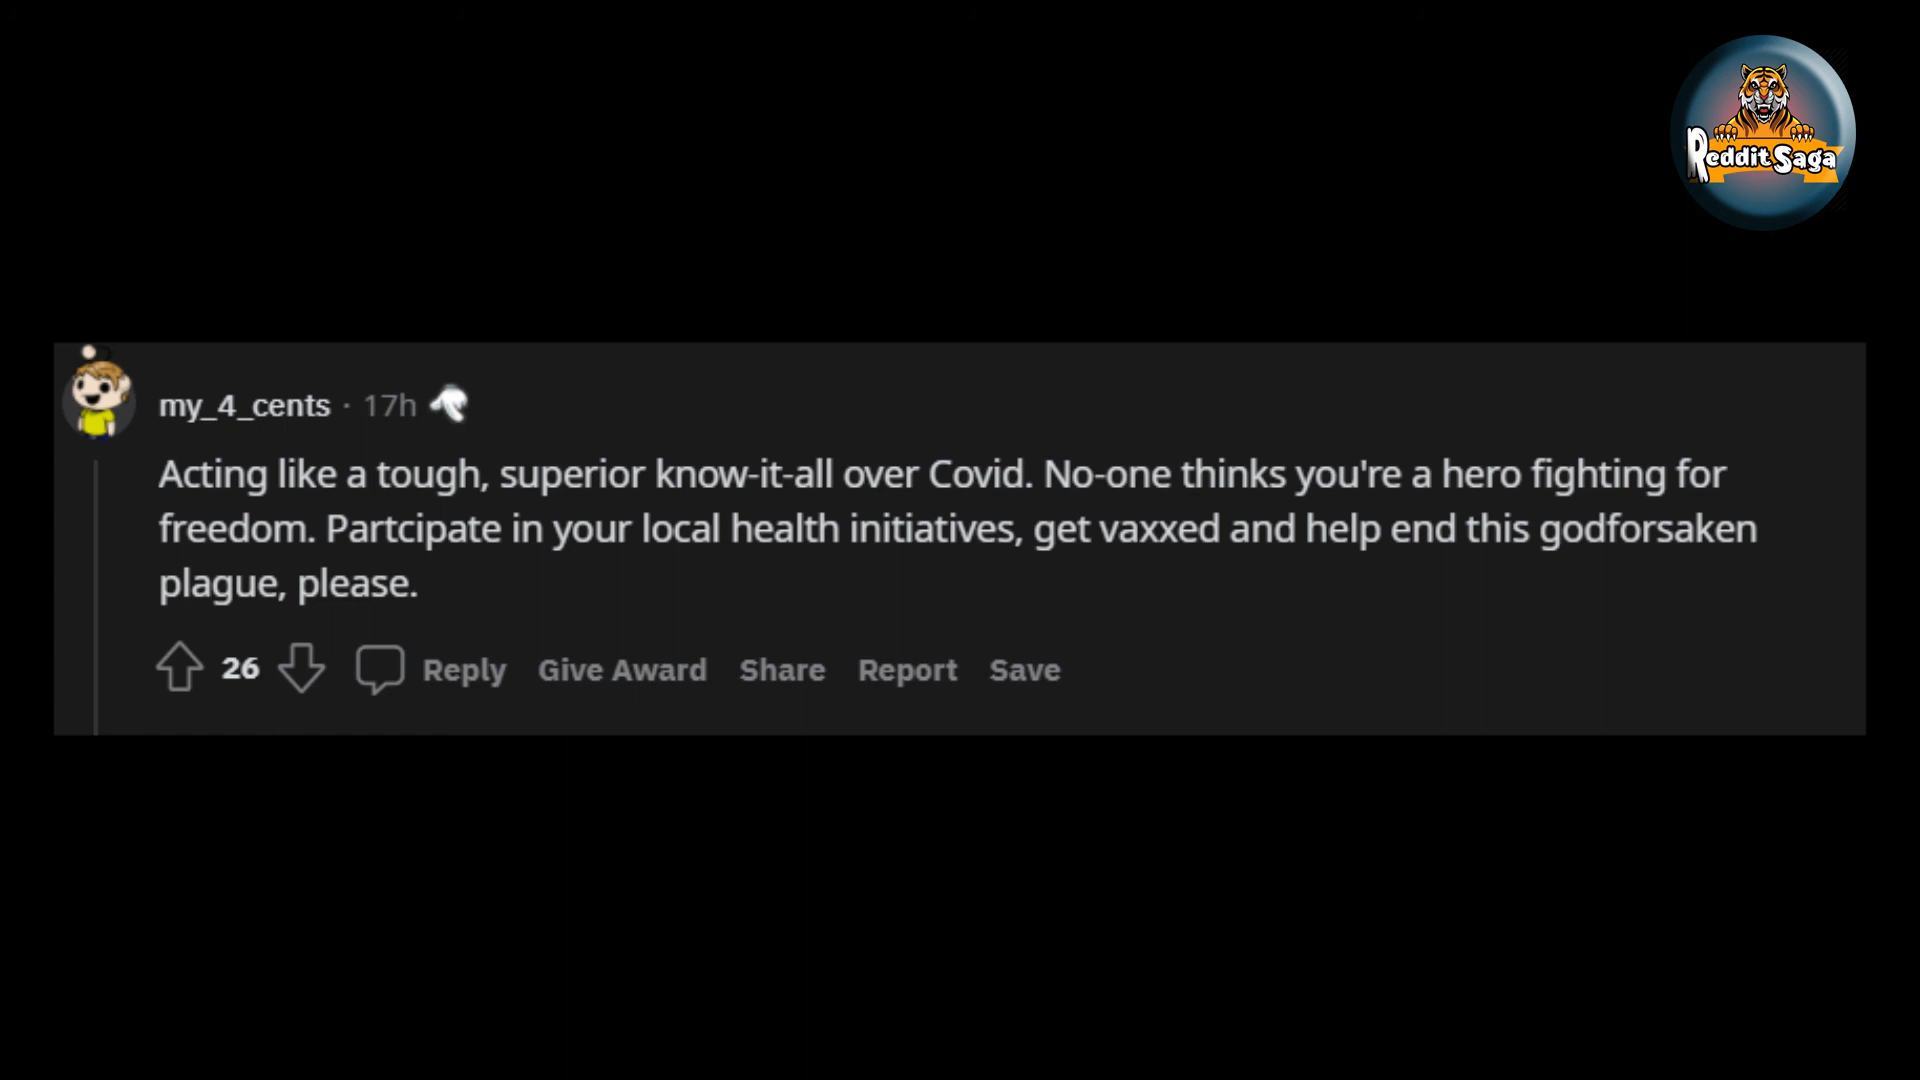 Reddit Saga
my_4_cents · 17h
Acting like a tough, superior know-it-all over Covid. No-one thinks you're a hero fighting for
freedom. Partcipate in your local health initiatives, get vaxxed and help end this godforsaken
plague, please.
26 Reply Give Award Share Report Save